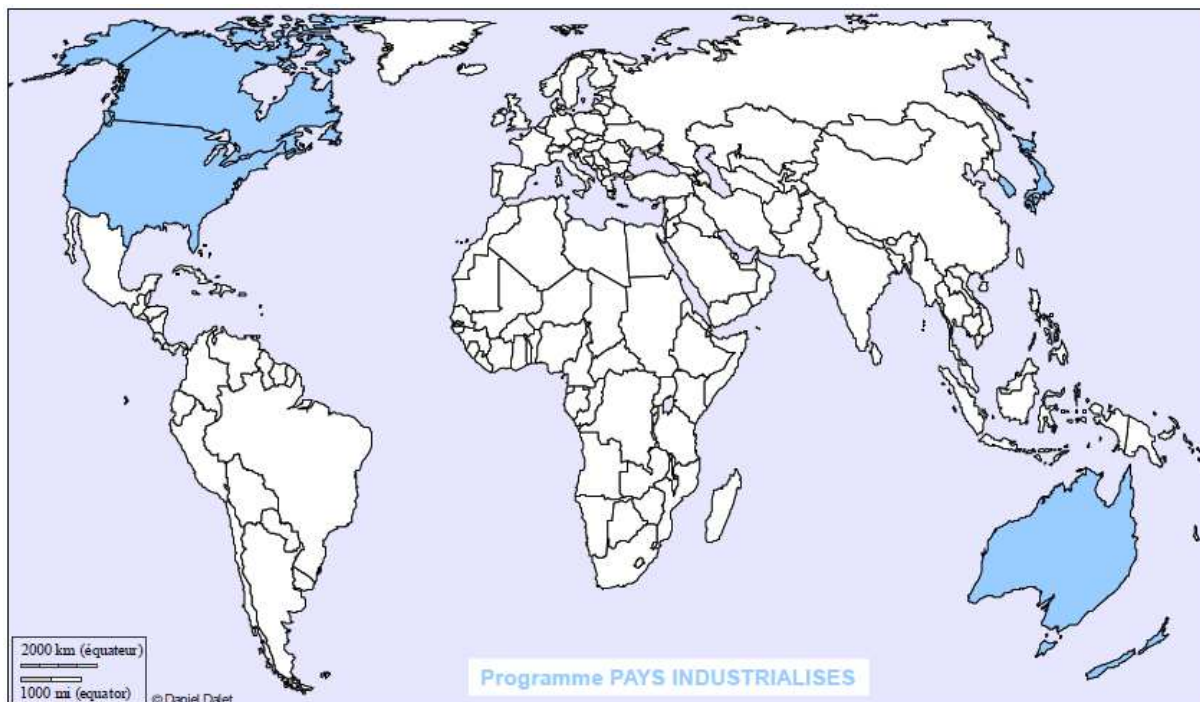 2000 km (équateur)
1000 mi (equator)
© Daniel Dalet
Programme PAYS INDUSTRIALISES